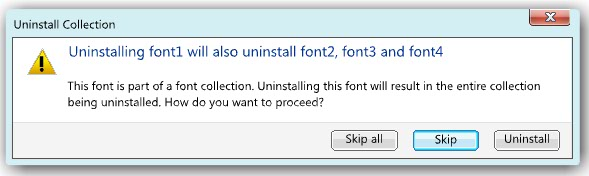 Uninstall Collection
Uninstalling font1 will also uninstall font2, font3 and font4
This font is part of a font collection. Uninstalling this font will result in the entire collection
being uninstalled. How do you want to proceed?
Skip all Skip Uninstall